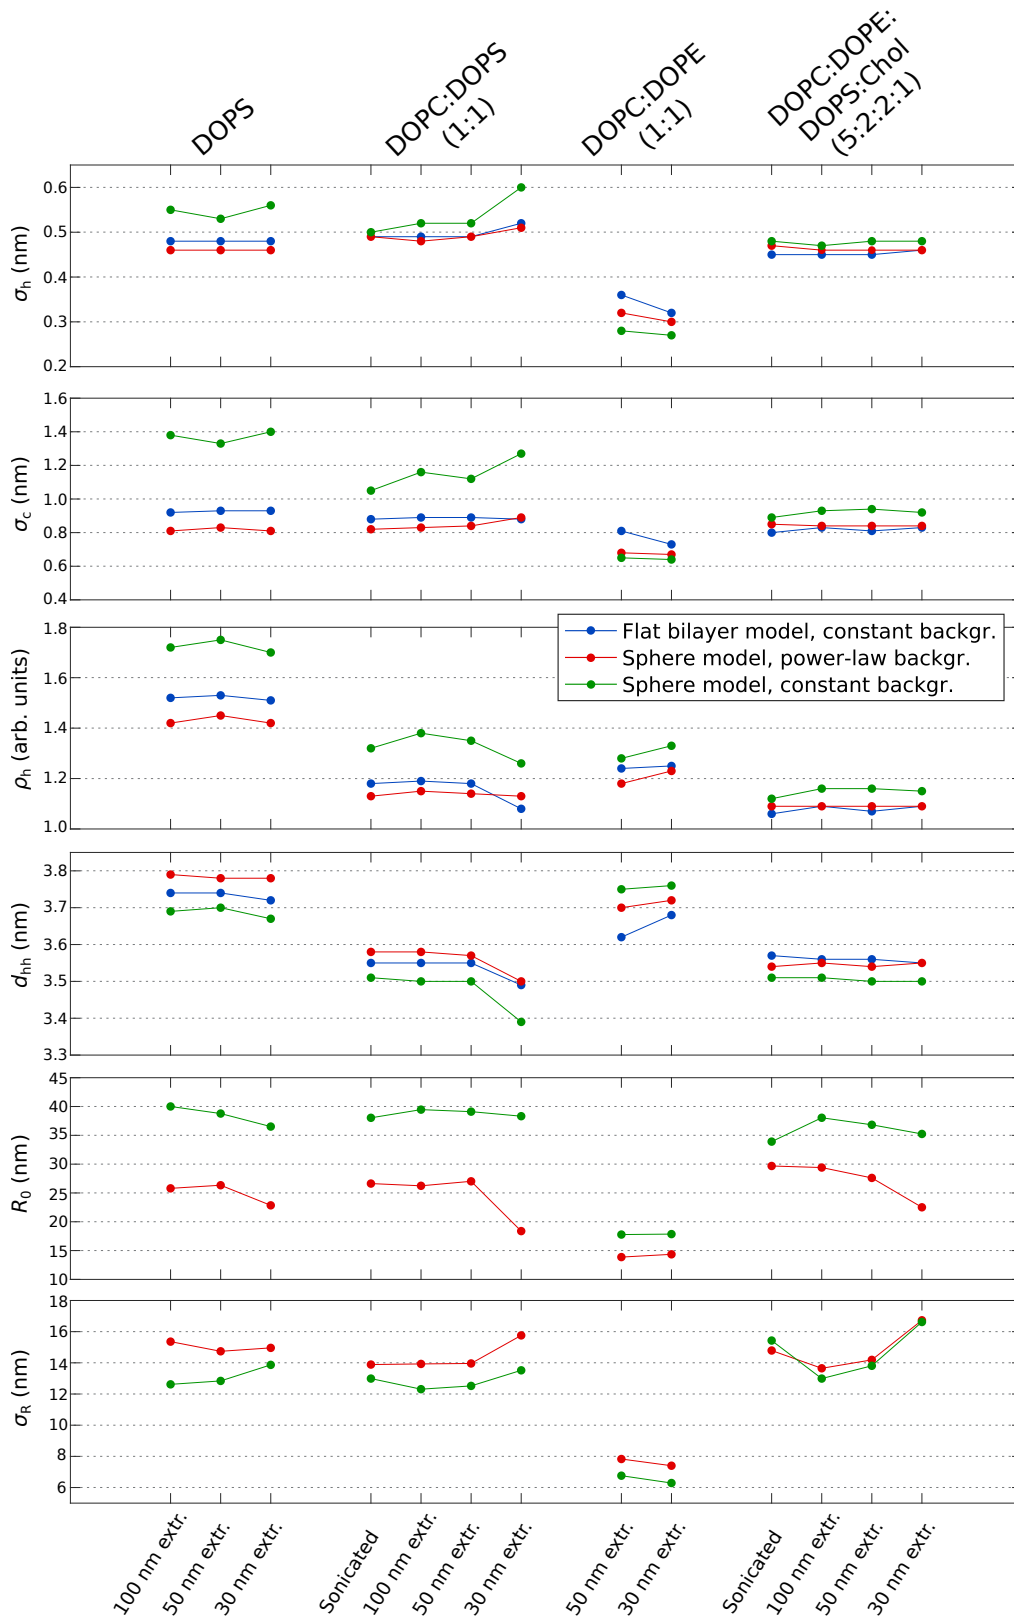 DOPS
DOPC:DOPS
(1:1)
DOPC:DOPE
(1:1)
DOPC:DOPE:
DOPS:Chol
(5:2:2:1)
σh (nm)
0.6
0.5
0.4
0.3
0.2
σc (nm)
1.6
1.4
1.2
1.0
0.8
0.6
0.4
ρh (arb. units)
1.8
1.6
1.4
1.2
1.0
Flat bilayer model, constant backgr.
Sphere model, power-law backgr.
Sphere model, constant backgr.
dhh (nm)
3.8
3.7
3.6
3.5
3.4
3.3
R0 (nm)
45
40
35
30
25
20
15
10
σR (nm)
18
16
14
12
10
8
6
100 nm extr.
50 nm extr.
30 nm extr.
Sonicated
100 nm extr.
50 nm extr.
30 nm extr.
50 nm extr.
30 nm extr.
Sonicated
100 nm extr.
50 nm extr.
30 nm extr.